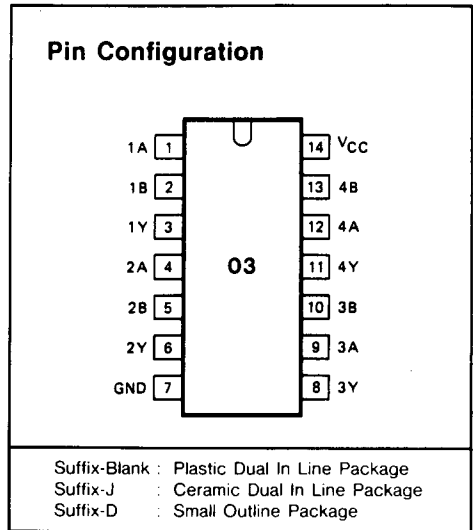 Pin Configuration
1A 1 14 VCC
1B 2 13 4B
1Y 3 12 4A
2A 4 03 11 4Y
2B 5 10 3B
2Y 6 9 3A
GND 7 8 3Y
Suffix-Blank : Plastic Dual In Line Package
Suffix-J : Ceramic Dual In Line Package
Suffix-D : Small Outline Package